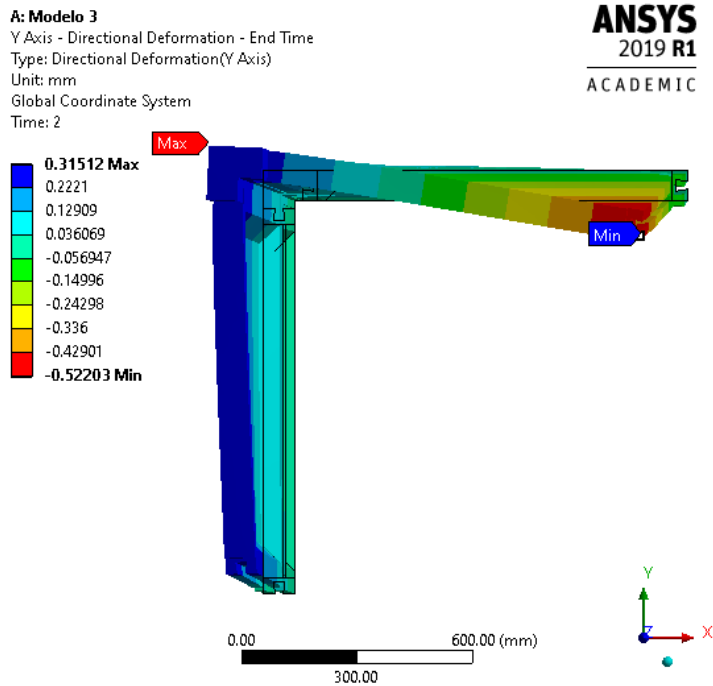 A: Modelo 3
Y Axis - Directional Deformation - End Time
Type: Directional Deformation(Y Axis)
Unit: mm
Global Coordinate System
Time: 2
ANSYS
2019 R1
ACADEMIC
Max
0.31512 Max
0.2221
0.12909
0.036069
-0.056947
-0.14996
-0.24298
-0.336
-0.42901
-0.52203 Min
Min
0.00
600.00 (mm)
300.00
Y
Z
X